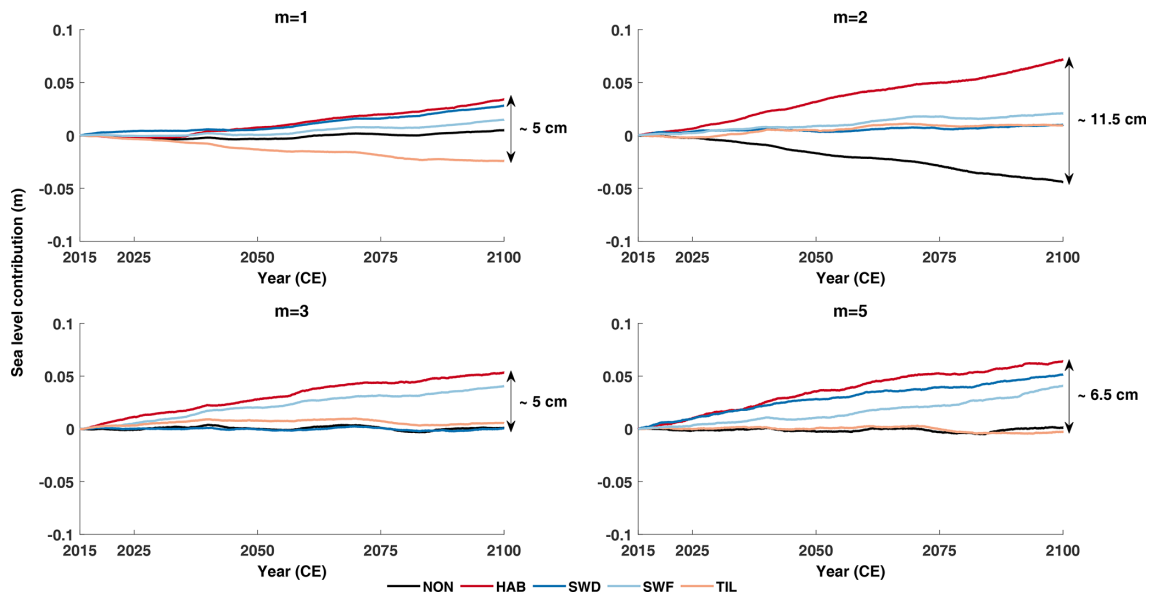 m=1
0.1
0.05
0
-0.05
-0.1
~ 5 cm
2015 2025 2050 2075 2100
Year (CE)
m=2
0.1
0.05
0
-0.05
-0.1
~ 11.5 cm
2015 2025 2050 2075 2100
Year (CE)
Sea level contribution (m)
m=3
0.1
0.05
0
-0.05
-0.1
~ 5 cm
2015 2025 2050 2075 2100
Year (CE)
m=5
0.1
0.05
0
-0.05
-0.1
~ 6.5 cm
2015 2025 2050 2075 2100
Year (CE)
NON HAB SWD SWF TIL